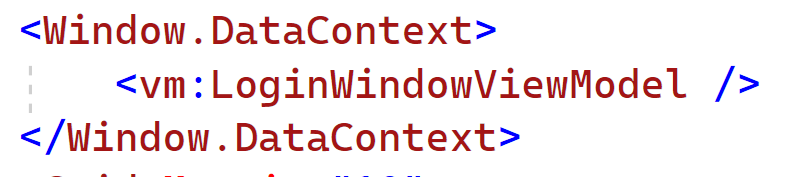 <Window.DataContext>
<vm:LoginWindowViewModel />
</Window.DataContext>